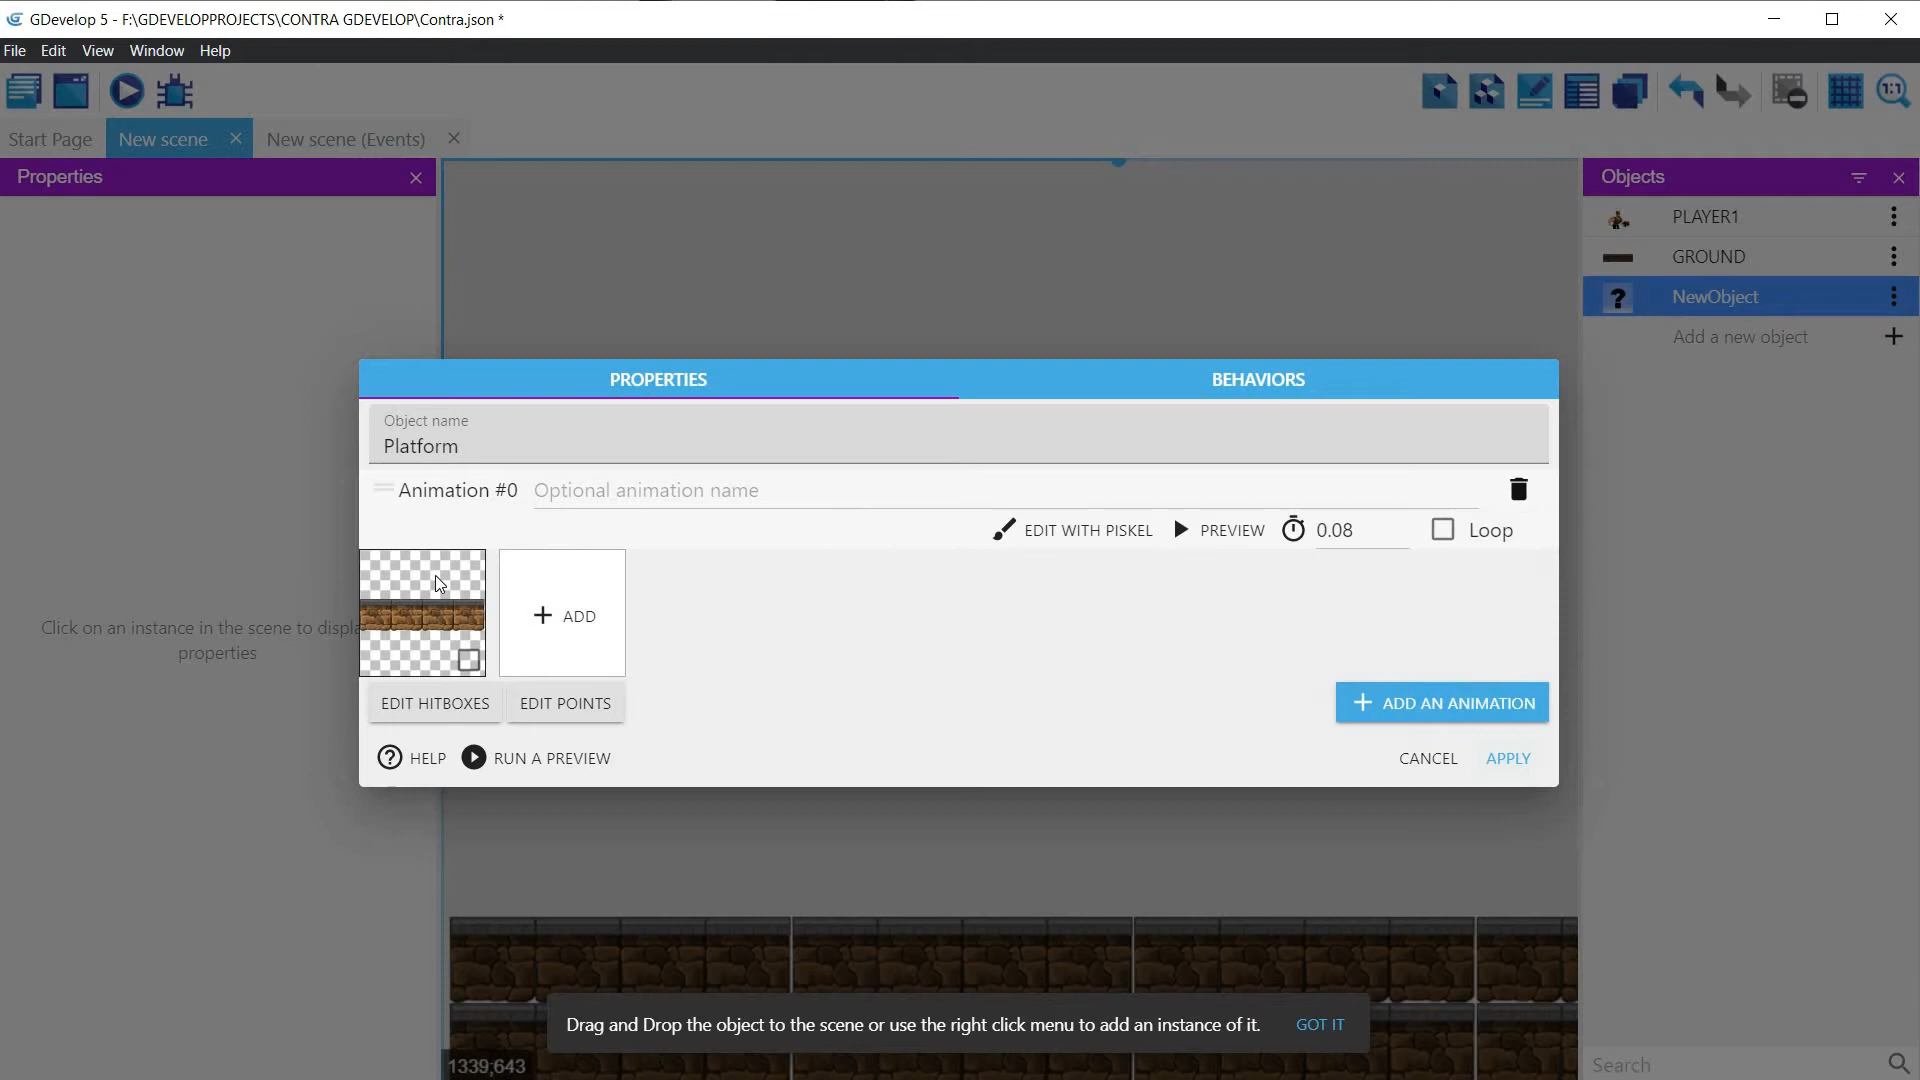 GDevelop 5 - F:\GDEVELOPPROJECTS\CONTRA GDEVELOP\Contra.json *
File Edit View Window Help
1:1
Start Page New scene New scene (Events)
Properties
Objects
PLAYER1
GROUND
? NewObject
Add a new object
PROPERTIES BEHAVIORS
Object name
Platform
Animation #0 Optional animation name
EDIT WITH PISKEL PREVIEW 0.08 Loop
+ ADD
Click on an instance in the scene to displa
properties
EDIT HITBOXES EDIT POINTS + ADD AN ANIMATION
? HELP RUN A PREVIEW CANCEL APPLY
Drag and Drop the object to the scene or use the right click menu to add an instance of it. GOT IT
1339;643
Search